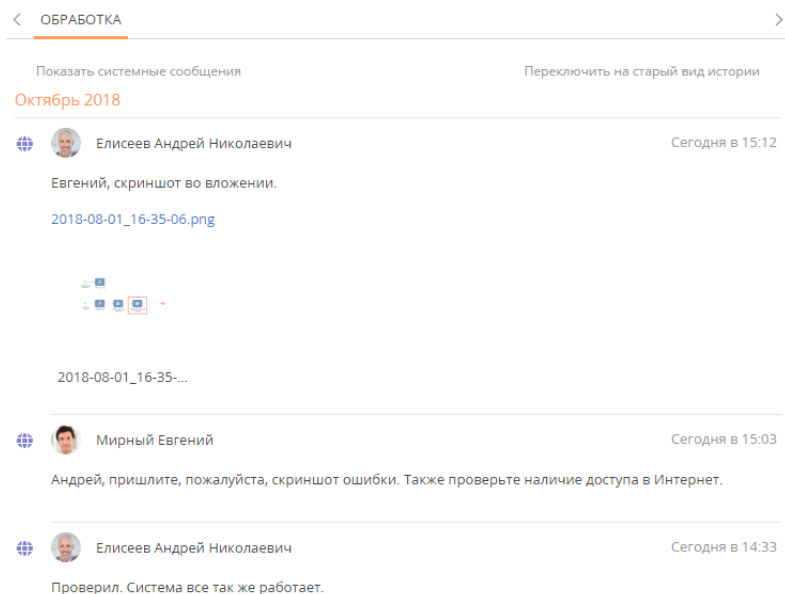 ОБРАБОТКА
Показать системные сообщения
Переключить на старый вид истории
Октябрь 2018
Елисеев Андрей Николаевич
Сегодня в 15:12
Евгений, скриншот во вложении.
2018-08-01_16-35-06.png
2018-08-01_16-35-...
Мирный Евгений
Сегодня в 15:03
Андрей, пришлите, пожалуйста, скриншот ошибки. Также проверьте наличие доступа в Интернет.
Елисеев Андрей Николаевич
Сегодня в 14:33
Проверил. Система все так же работает.